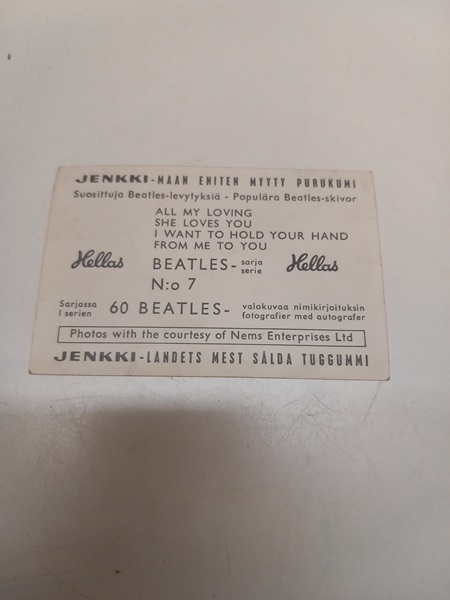 JENKKI-MAAN ENITEN MYYTY PURUKUMI
Suosittuja Beatles-levytyksiä - Populära Beatles-skivor
ALL MY LOVING
SHE LOVES YOU
I WANT TO HOLD YOUR HAND
FROM ME TO YOU
Hellas BEATLES- sarja serie Hellas
N:o 7
Sarjassa I serien 60 BEATLES- valokuvaa nimikirjoituksin fotografier med autografer
Photos with the courtesy of Nems Enterprises Ltd
JENKKI-LANDETS MEST SÅLDA TUGGUMMI